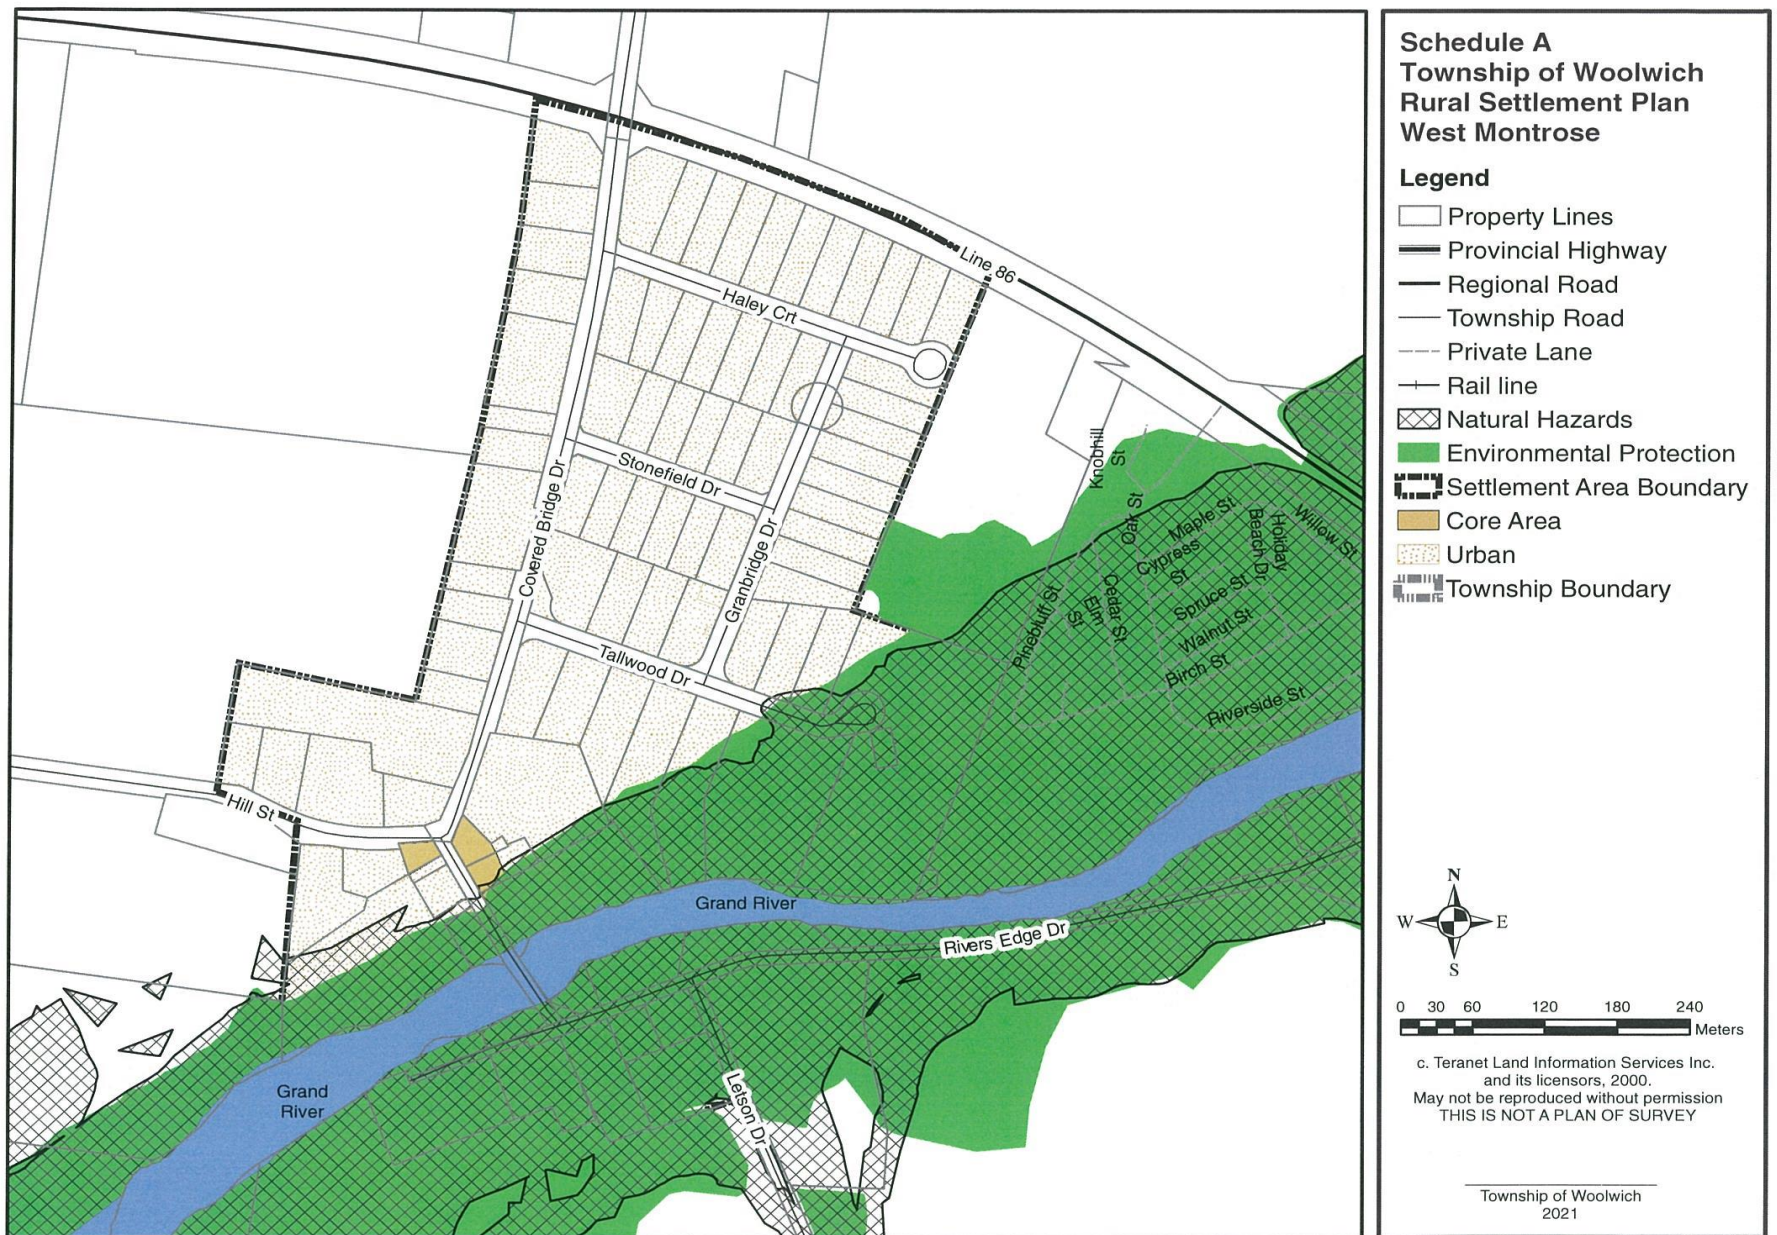 Schedule A
Township of Woolwich
Rural Settlement Plan
West Montrose
Legend
Property Lines
Provincial Highway
Regional Road
Township Road
Private Lane
Rail line
Natural Hazards
Environmental Protection
Settlement Area Boundary
Core Area
Urban
Township Boundary
N
W
E
S
0 30 60 120 180 240
Meters
c. Teranet Land Information Services Inc.
and its licensors, 2000.
May not be reproduced without permission
THIS IS NOT A PLAN OF SURVEY
Township of Woolwich
2021
Line 86
Haley Crt
Stonefield Dr
Covered Bridge Dr
Granbridge Dr
Tallwood Dr
Hill St
Knobhill
St
Oak St
Maple St
Cypress
St
Holiday
Beach Dr
Willow St
Spruce St
Cedar St
Elm
St
Pinebluff St
Walnut St
Birch St
Riverside St
Grand River
Rivers Edge Dr
Grand
River
Letson Dr